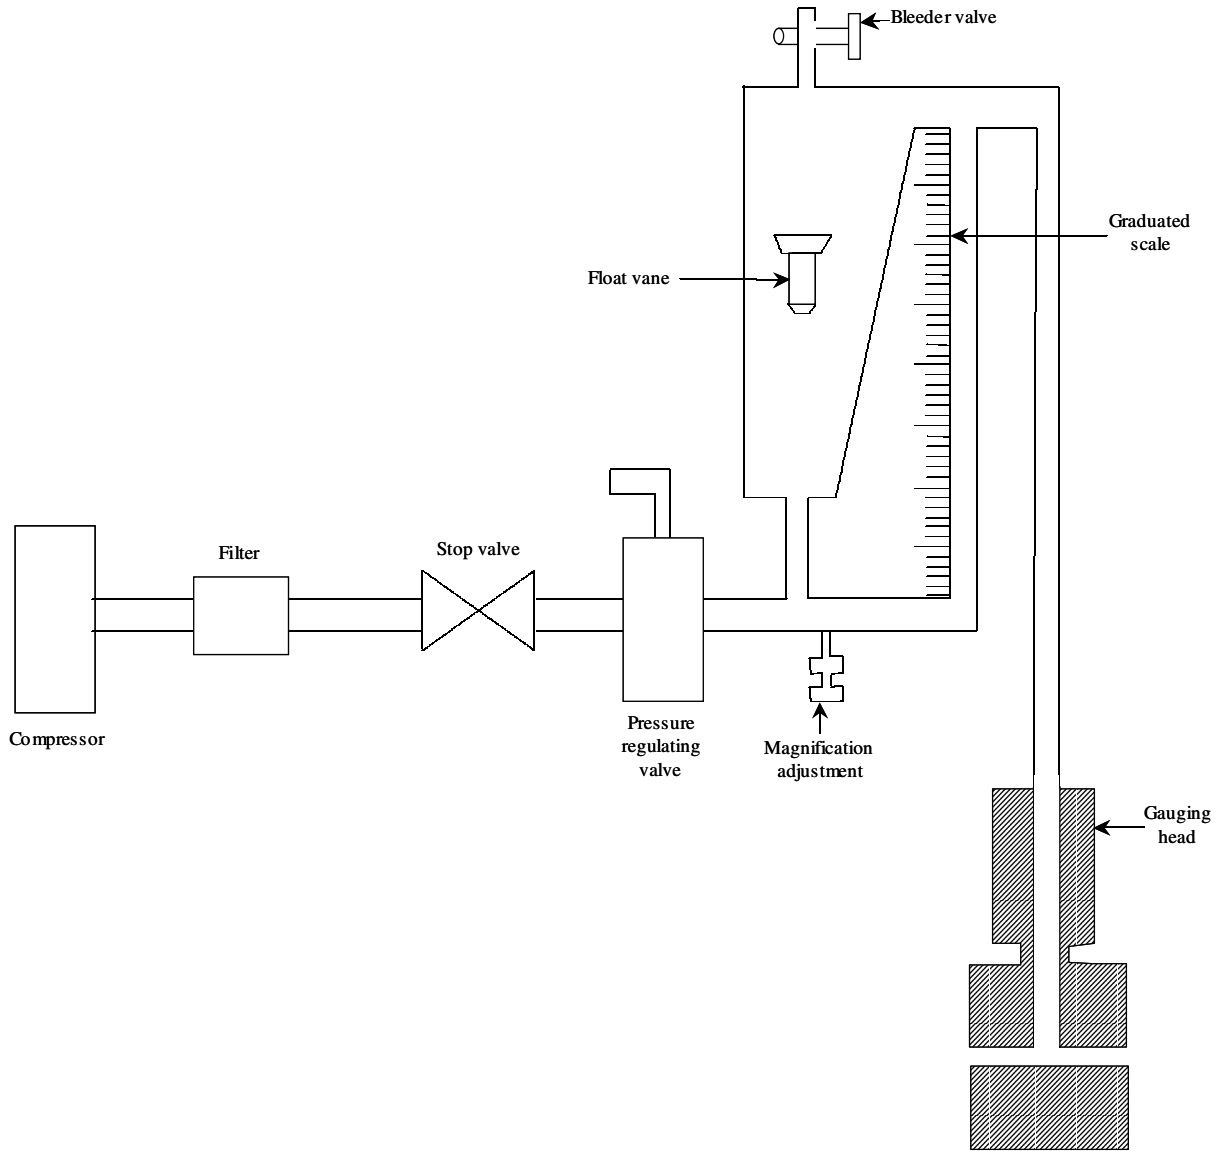 Bleeder valve
Graduated
scale
Float vane
Filter
Stop valve
Compressor
Pressure
regulating
valve
Magnification
adjustment
Gauging
head